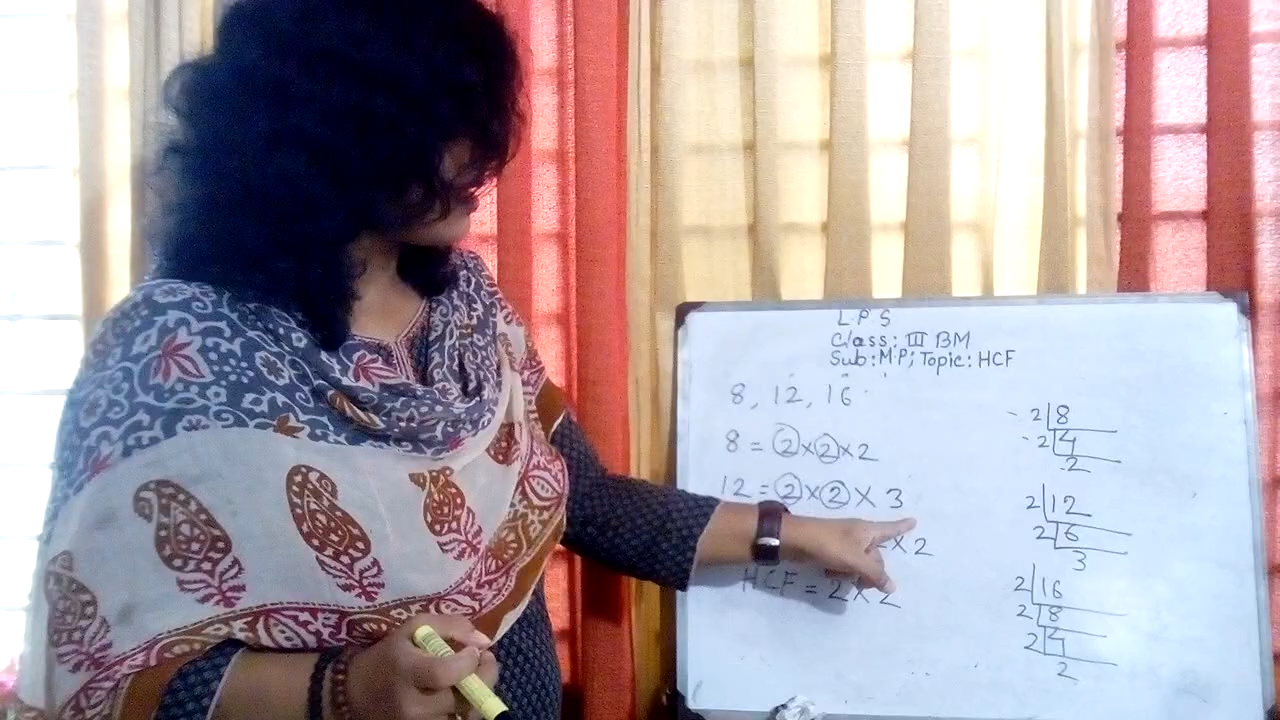 L P S
Class: III BM
Sub: M.P; Topic: HCF
8, 12, 16
8 = 2×2×2
12 = 2×2×3
×2
HCF = 2×2
2 8
2 4
2
2 12
2 6
3
2 16
2 8
2 4
2